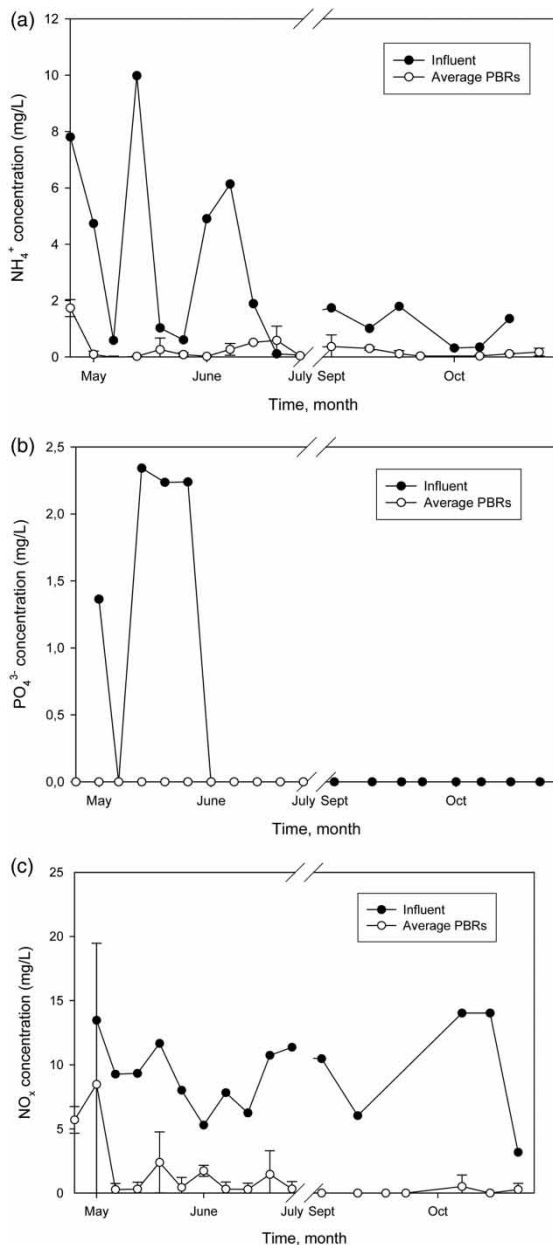 (a)
12
10
8
6
4
2
0
NH₄⁺ concentration (mg/L)
Influent
Average PBRs
May June July Sept Oct
Time, month
(b)
2,5
2,0
1,5
1,0
0,5
0,0
PO₄³⁻ concentration (mg/L)
Influent
Average PBRs
May June July Sept Oct
Time, month
(c)
25
20
15
10
5
0
NOₓ concentration (mg/L)
Influent
Average PBRs
May June July Sept Oct
Time, month